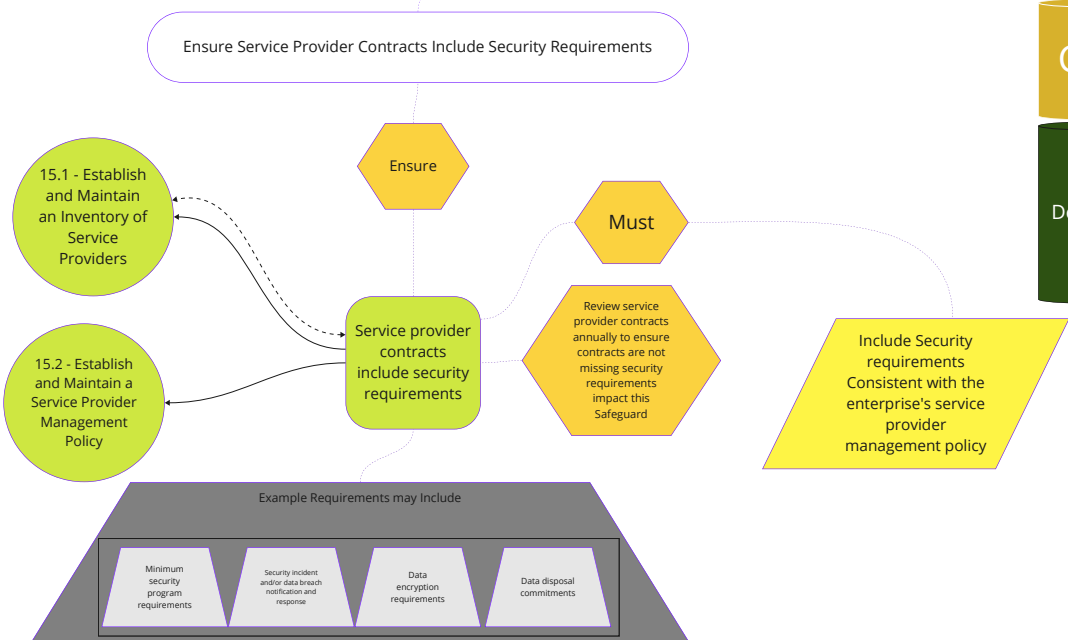 Ensure Service Provider Contracts Include Security Requirements
Ensure
15.1 - Establish
and Maintain
an Inventory of
Service
Providers
Must
Service provider
contracts
include security
requirements
Review service
provider contracts
annually to ensure
contracts are not
missing security
requirements
impact this
Safeguard
Include Security
requirements
Consistent with the
enterprise's service
provider
management policy
15.2 - Establish
and Maintain a
Service Provider
Management
Policy
Example Requirements may Include
Minimum
security
program
requirements
Security incident
and/or data breach
notification and
response
Data
encryption
requirements
Data disposal
commitments